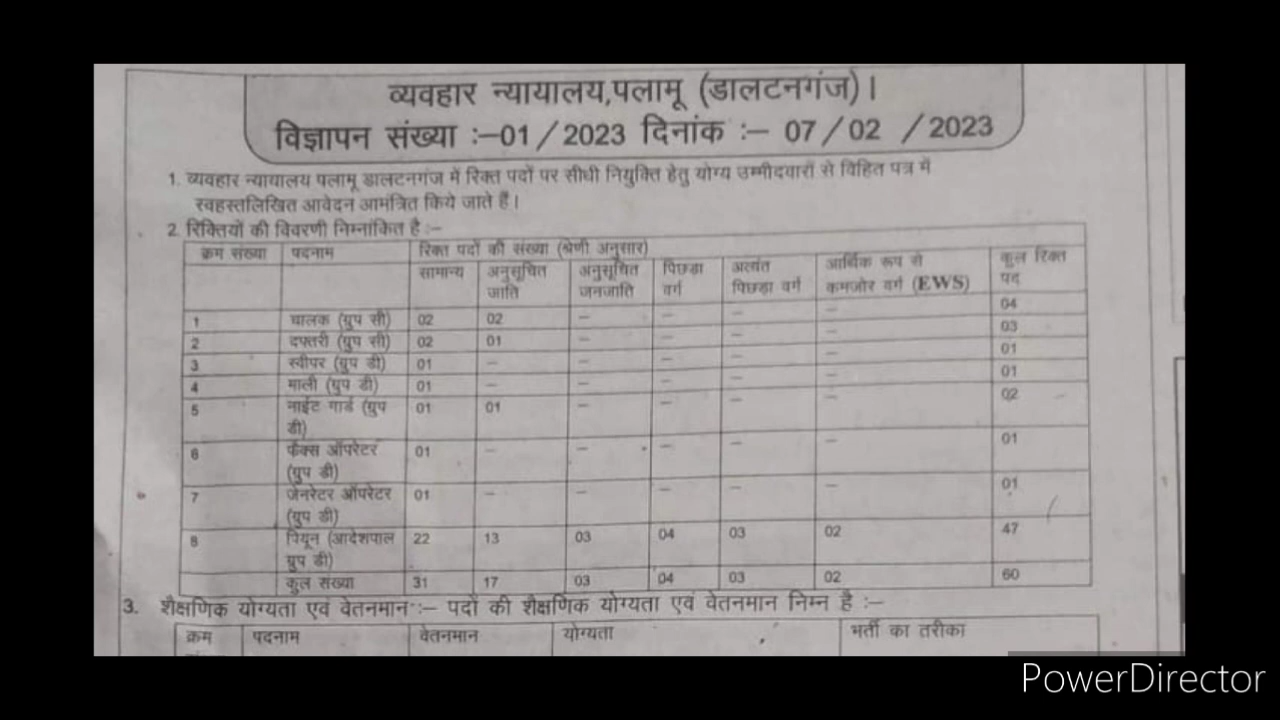 व्यवहार न्यायालय,पलामू (डालटनगंज)।
विज्ञापन संख्या :–01/2023 दिनांक :– 07/02 /2023
1. व्यवहार न्यायालय पलामू डालटनगंज में रिक्त पदों पर सीधी नियुक्ति हेतु योग्य उम्मीदवारों से विहित पत्र में
स्वहस्तलिखित आवेदन आमंत्रित किये जाते हैं।
2. रिक्तियों की विवरणी निम्नांकित है :–
क्रम संख्या पदनाम रिक्त पदों की संख्या (श्रेणी अनुसार) कुल रिक्त पद
सामान्य अनुसूचित जाति अनुसूचित जनजाति पिछड़ा वर्ग अत्यंत पिछड़ा वर्ग आर्थिक रूप से कमजोर वर्ग (EWS)
1 चालक (ग्रुप सी) 02 02 – – – – 04
2 दफ्तरी (ग्रुप सी) 02 01 – – – – 03
3 स्वीपर (ग्रुप डी) 01 – – – – – 01
4 माली (ग्रुप डी) 01 – – – – – 01
5 नाईट गार्ड (ग्रुप डी) 01 01 – – – – 02
6 फैक्स ऑपरेटर (ग्रुप डी) 01 – – – – – 01
7 जेनरेटर ऑपरेटर (ग्रुप डी) 01 – – – – – 01
8 पियून (आदेशपाल ग्रुप डी) 22 13 03 04 03 02 47
कुल संख्या 31 17 03 04 03 02 60
3. शैक्षणिक योग्यता एवं वेतनमान :– पदों की शैक्षणिक योग्यता एवं वेतनमान निम्न है :–
क्रम पदनाम वेतनमान योग्यता भर्ती का तरीका
PowerDirector